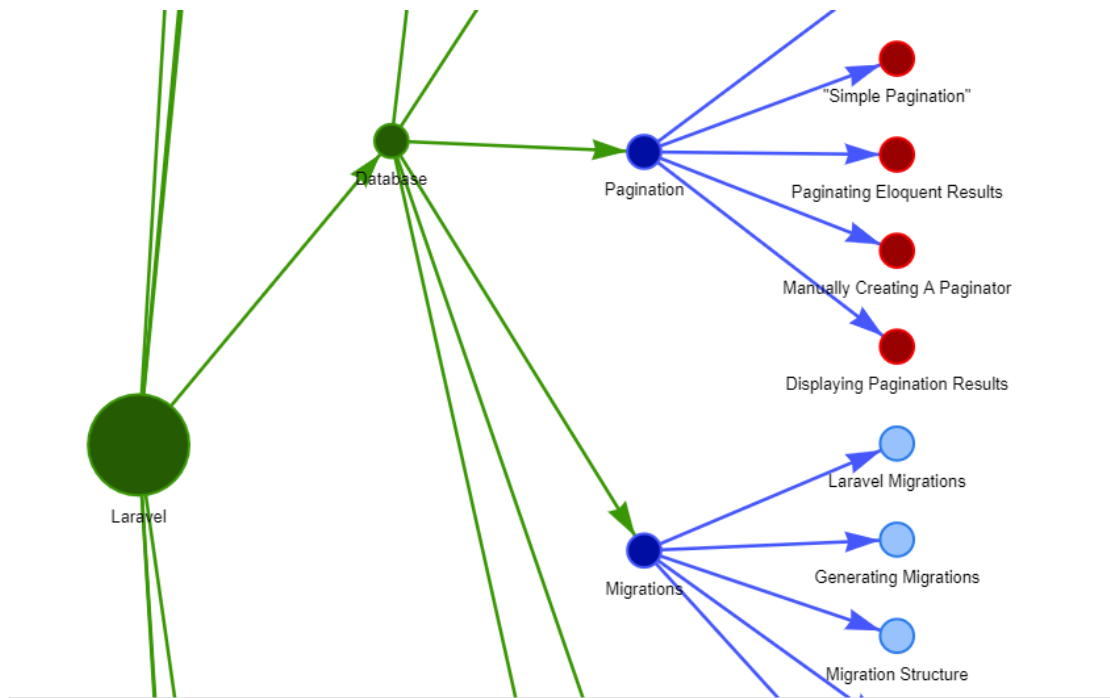 "Simple Pagination"
Database
Pagination
Paginating Eloquent Results
Manually Creating A Paginator
Displaying Pagination Results
Laravel
Laravel Migrations
Generating Migrations
Migrations
Migration Structure